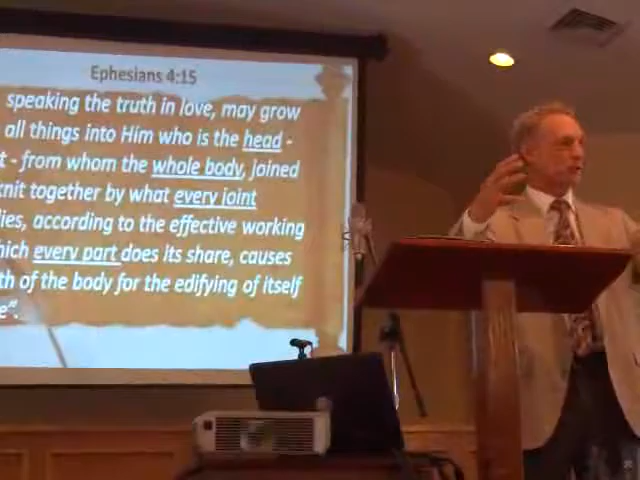 Ephesians 4:15
speaking the truth in love, may grow
all things into Him who is the head -
t - from whom the whole body, joined
knit together by what every joint
lies, according to the effective working
hich every part does its share, causes
th of the body for the edifying of itself
e”.